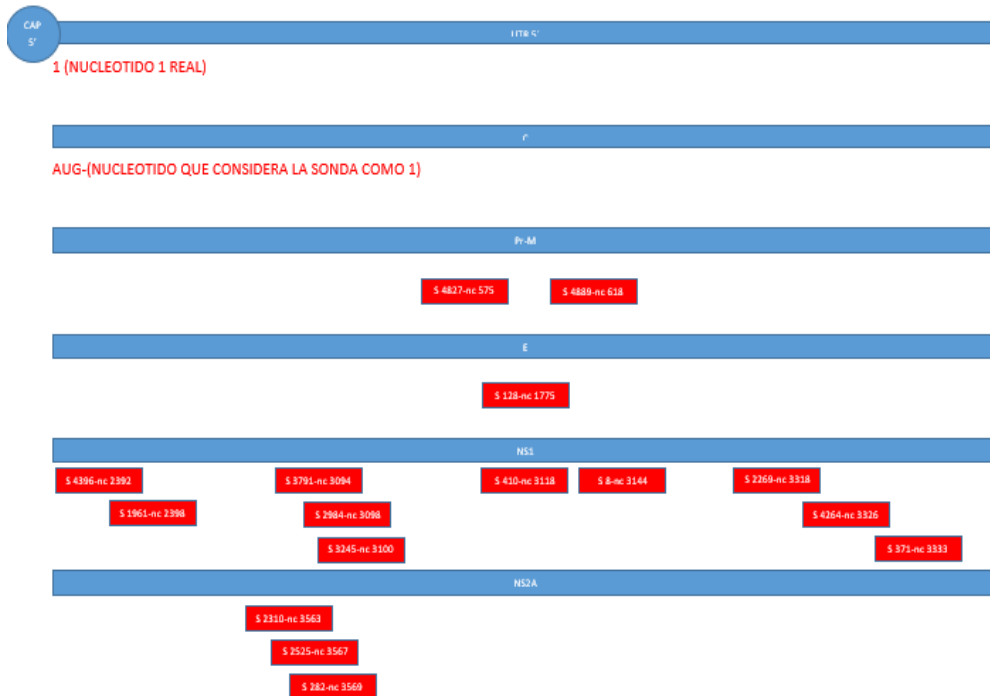 CAP
5'
UTR 5'
1 (NUCLEOTIDO 1 REAL)
C
AUG-(NUCLEOTIDO QUE CONSIDERA LA SONDA COMO 1)
Pr-M
S 4827-nc 575
S 4889-nc 618
E
S 128-nc 1775
NS1
S 4396-nc 2392
S 3791-nc 3094
S 410-nc 3118
S 8-nc 3144
S 2269-nc 3318
S 1961-nc 2398
S 2984-nc 3098
S 4264-nc 3326
S 3245-nc 3100
S 371-nc 3333
NS2A
S 2310-nc 3563
S 2525-nc 3567
S 282-nc 3569